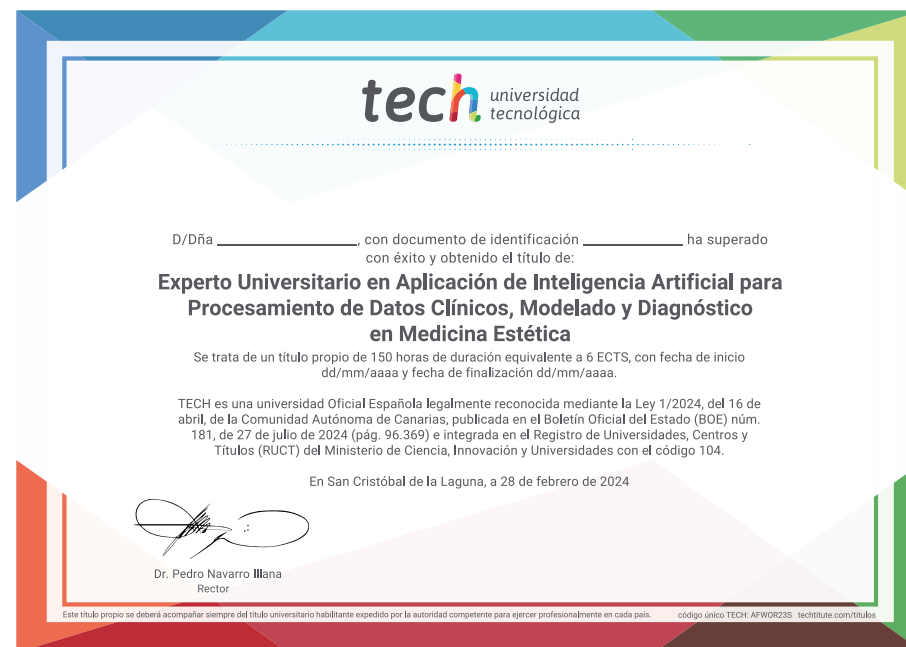 tech universidad
tecnológica
D/Dña ______________, con documento de identificación __________ ha superado
con éxito y obtenido el título de:
Experto Universitario en Aplicación de Inteligencia Artificial para
Procesamiento de Datos Clínicos, Modelado y Diagnóstico
en Medicina Estética
Se trata de un título propio de 150 horas de duración equivalente a 6 ECTS, con fecha de inicio
dd/mm/aaaa y fecha de finalización dd/mm/aaaa.
TECH es una universidad Oficial Española legalmente reconocida mediante la Ley 1/2024, del 16 de
abril, de la Comunidad Autónoma de Canarias, publicada en el Boletín Oficial del Estado (BOE) núm.
181, de 27 de julio de 2024 (pág. 96.369) e integrada en el Registro de Universidades, Centros y
Títulos (RUCT) del Ministerio de Ciencia, Innovación y Universidades con el código 104.
En San Cristóbal de la Laguna, a 28 de febrero de 2024
Dr. Pedro Navarro Illana
Rector
Este título propio se deberá acompañar siempre del título universitario habilitante expedido por la autoridad competente para ejercer profesionalmente en cada país. código único TECH: AFWOR23S techtitute.com/titulos